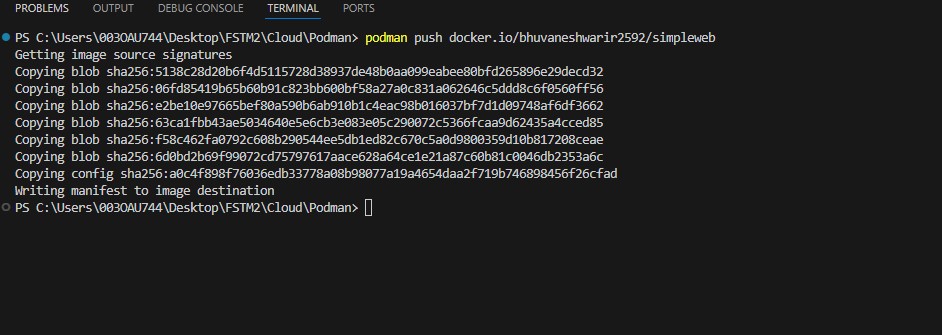 PROBLEMS OUTPUT DEBUG CONSOLE TERMINAL PORTS
PS C:\Users\003OAU744\Desktop\FSTM2\Cloud\Podman> podman push docker.io/bhuvaneshwarir2592/simpleweb
Getting image source signatures
Copying blob sha256:5138c28d20b6f4d5115728d38937de48b0aa099eabee80bfd265896e29decd32
Copying blob sha256:06fd85419b65b60b91c823bb600bf58a27a0c831a062646c5ddd8c6f0560ff56
Copying blob sha256:e2be10e97665bef80a590b6ab910b1c4eac98b016037bf7d1d09748af6df3662
Copying blob sha256:63ca1fbb43ae5034640e5e6cb3e083e05c290072c5366fcaa9d62435a4cced85
Copying blob sha256:f58c462fa0792c608b290544ee5db1ed82c670c5a0d9800359d10b817208ceae
Copying blob sha256:6d0bd2b69f99072cd75797617aace628a64ce1e21a87c60b81c0046db2353a6c
Copying config sha256:a0c4f898f76036edb33778a08b98077a19a4654daa2f719b746898456f26cfad
Writing manifest to image destination
PS C:\Users\003OAU744\Desktop\FSTM2\Cloud\Podman>